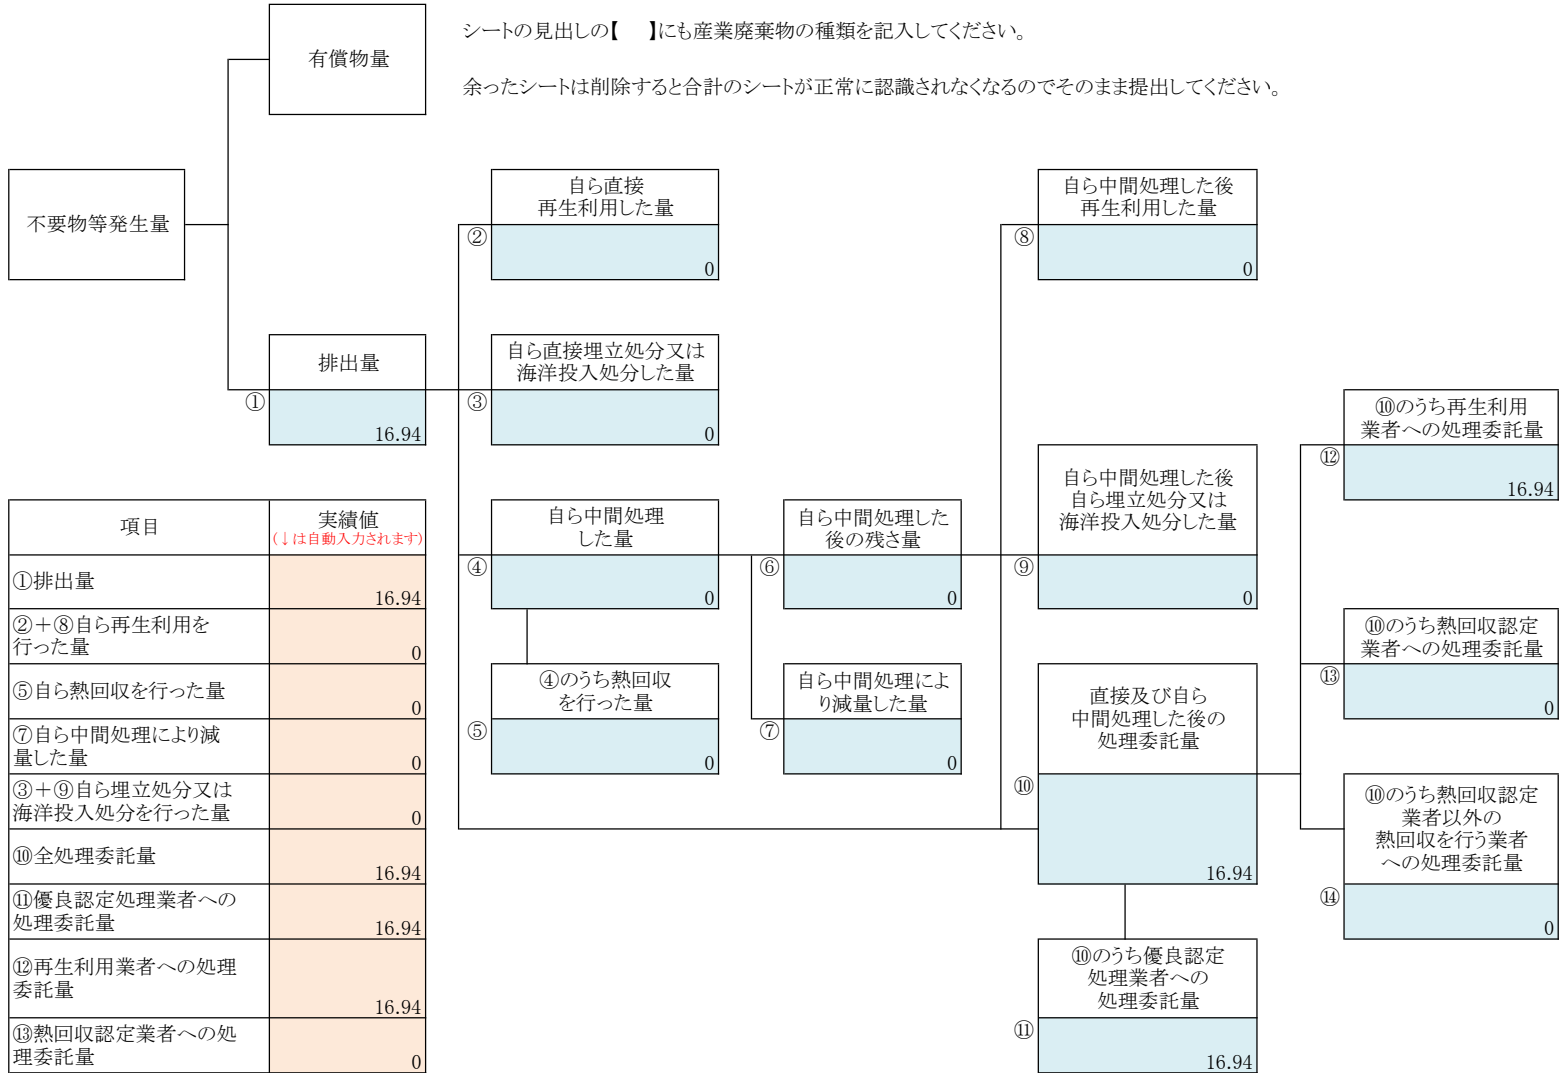 シートの見出しの【　】にも産業廃棄物の種類を記入してください。
余ったシートは削除すると合計のシートが正常に認識されなくなるのでそのまま提出してください。
有償物量
不要物等発生量
自ら直接
再生利用した量
②
0
自ら中間処理した後
再生利用した量
⑧
0
排出量
①
16.94
自ら直接埋立処分又は
海洋投入処分した量
③
0
⑩のうち再生利用
業者への処理委託量
⑫
16.94
自ら中間処理した後
自ら埋立処分又は
海洋投入処分した量
⑨
0
自ら中間処理
した量
④
0
自ら中間処理した
後の残さ量
⑥
0
⑩のうち熱回収認定
業者への処理委託量
⑬
0
④のうち熱回収
を行った量
⑤
0
自ら中間処理によ
り減量した量
⑦
0
直接及び自ら
中間処理した後の
処理委託量
⑩
16.94
⑩のうち熱回収認定
業者以外の
熱回収を行う業者
への処理委託量
⑭
0
⑩のうち優良認定
処理業者への
処理委託量
⑪
16.94
項目
実績値
(↓は自動入力されます)
①排出量
16.94
②＋⑧自ら再生利用を
行った量
0
⑤自ら熱回収を行った量
0
⑦自ら中間処理により減
量した量
0
③＋⑨自ら埋立処分又は
海洋投入処分を行った量
0
⑩全処理委託量
16.94
⑪優良認定処理業者への
処理委託量
16.94
⑫再生利用業者への処理
委託量
16.94
⑬熱回収認定業者への処
理委託量
0